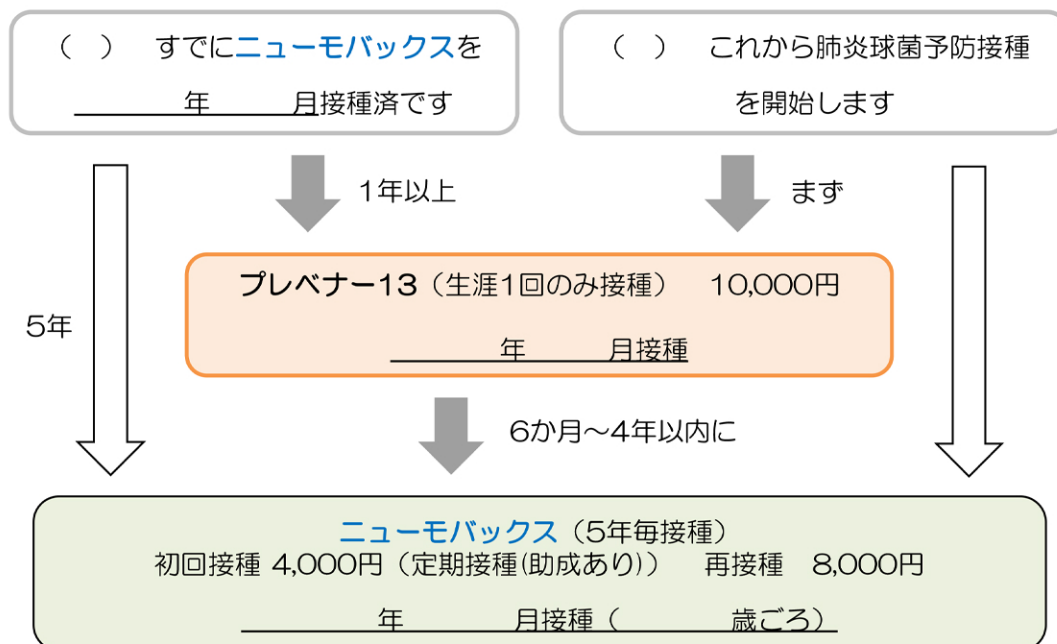 （　）　すでにニューモバックスを
　　　　年　　　月接種済です
（　）　これから肺炎球菌予防接種
を開始します
1年以上
まず
プレベナー13（生涯1回のみ接種）　10,000円
　　　　年　　　月接種
5年
6か月～4年以内に
ニューモバックス（5年毎接種）
初回接種 4,000円（定期接種(助成あり)）　再接種　8,000円
　　　　　年　　　　月接種（　　　　歳ごろ）